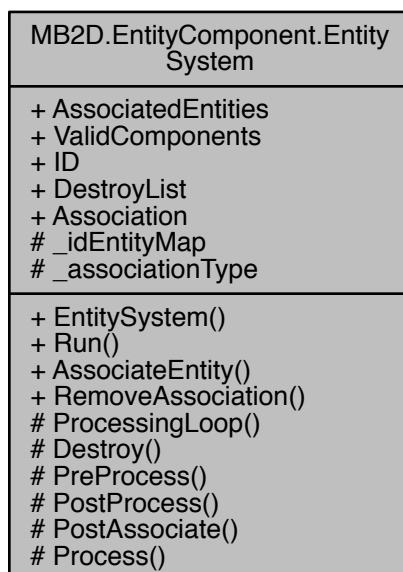 MB2D.EntityComponent.Entity
System
+ AssociatedEntities
+ ValidComponents
+ ID
+ DestroyList
+ Association
# _idEntityMap
# _associationType
+ EntitySystem()
+ Run()
+ AssociateEntity()
+ RemoveAssociation()
# ProcessingLoop()
# Destroy()
# PreProcess()
# PostProcess()
# PostAssociate()
# Process()